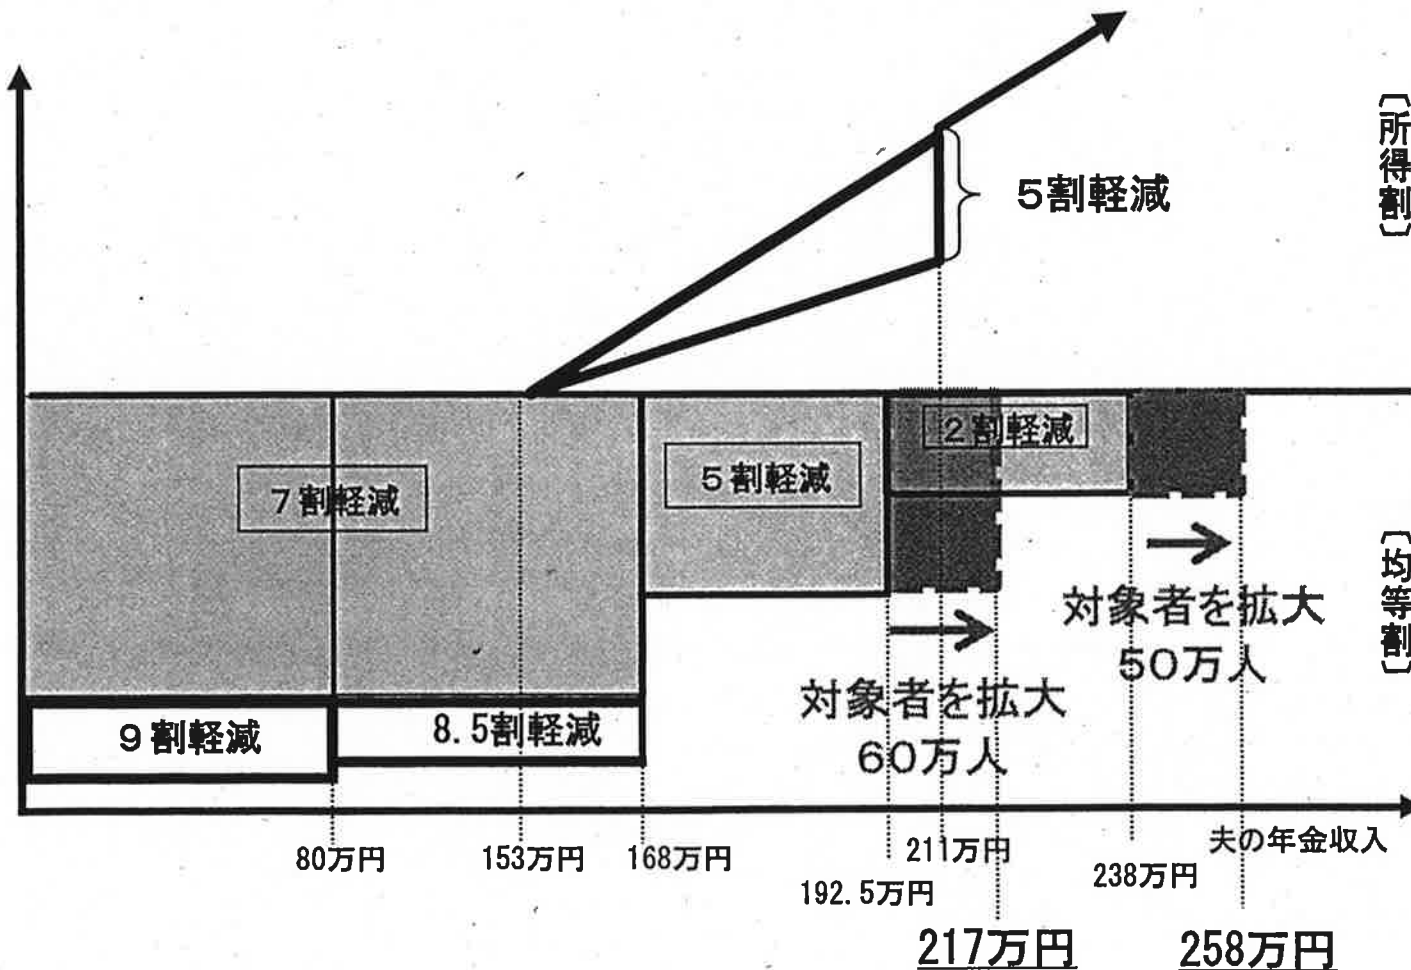 〔所得割〕
5割軽減
7割軽減
5割軽減
2割軽減
〔均等割〕
対象者を拡大
50万人
対象者を拡大
60万人
9割軽減
8.5割軽減
夫の年金収入
80万円
153万円
168万円
211万円
192.5万円
238万円
217万円
258万円